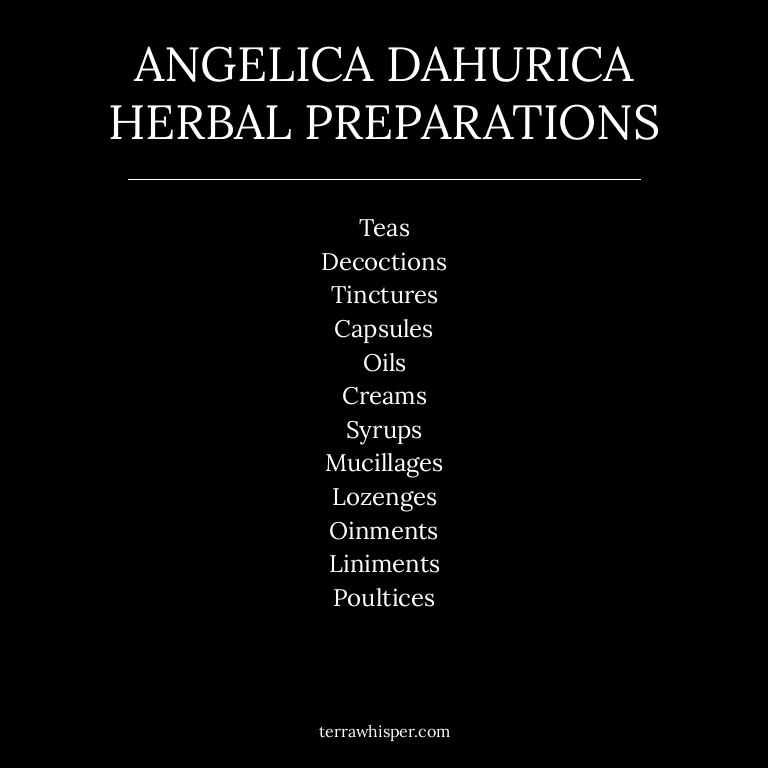 ANGELICA DAHURICA
HERBAL PREPARATIONS
Teas
Decoctions
Tinctures
Capsules
Oils
Creams
Syrups
Mucillages
Lozenges
Oinments
Liniments
Poultices
terrawhisper.com